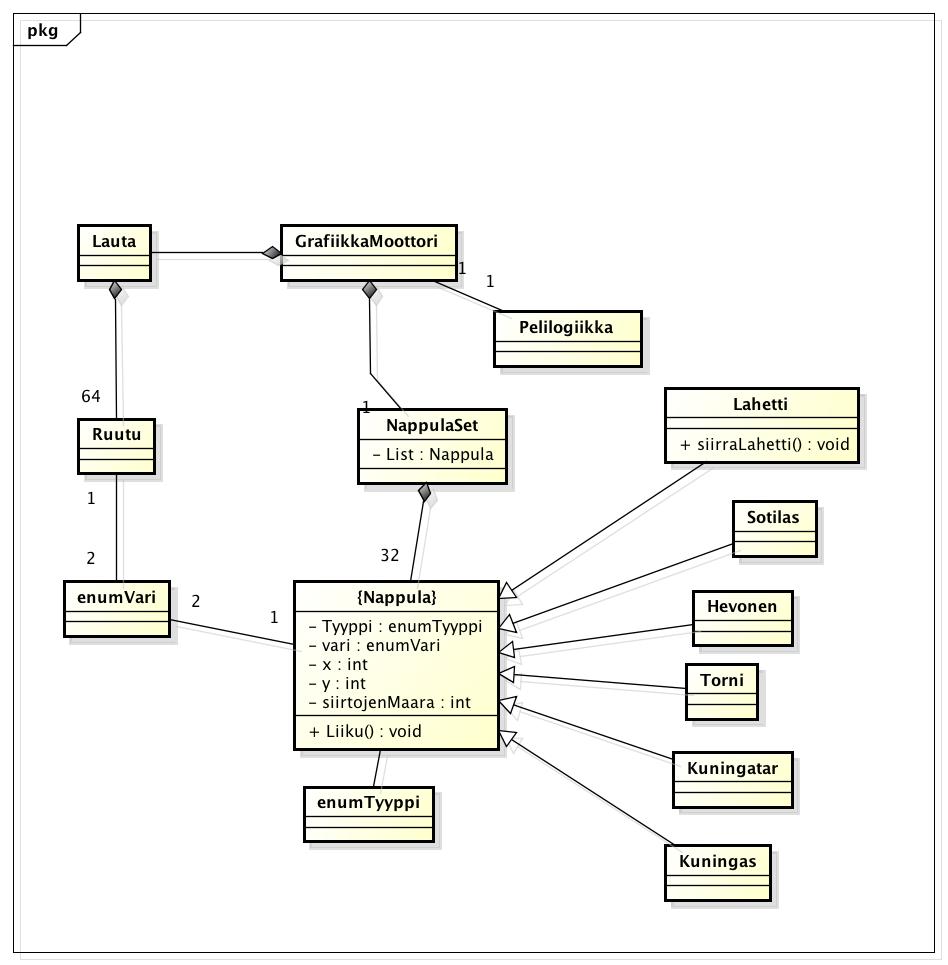 pkg
Lauta
GrafiikkaMoottori
1
1
Pelilogiikka
64
Ruutu
1
2
enumVari
1
NappulaSet
- List : Nappula
32
2
1
{Nappula}
- Tyyppi : enumTyyppi
- vari : enumVari
- x : int
- y : int
- siirtojenMaara : int
+ Liiku() : void
enumTyyppi
Lahetti
+ siirraLahetti() : void
Sotilas
Hevonen
Torni
Kuningatar
Kuningas